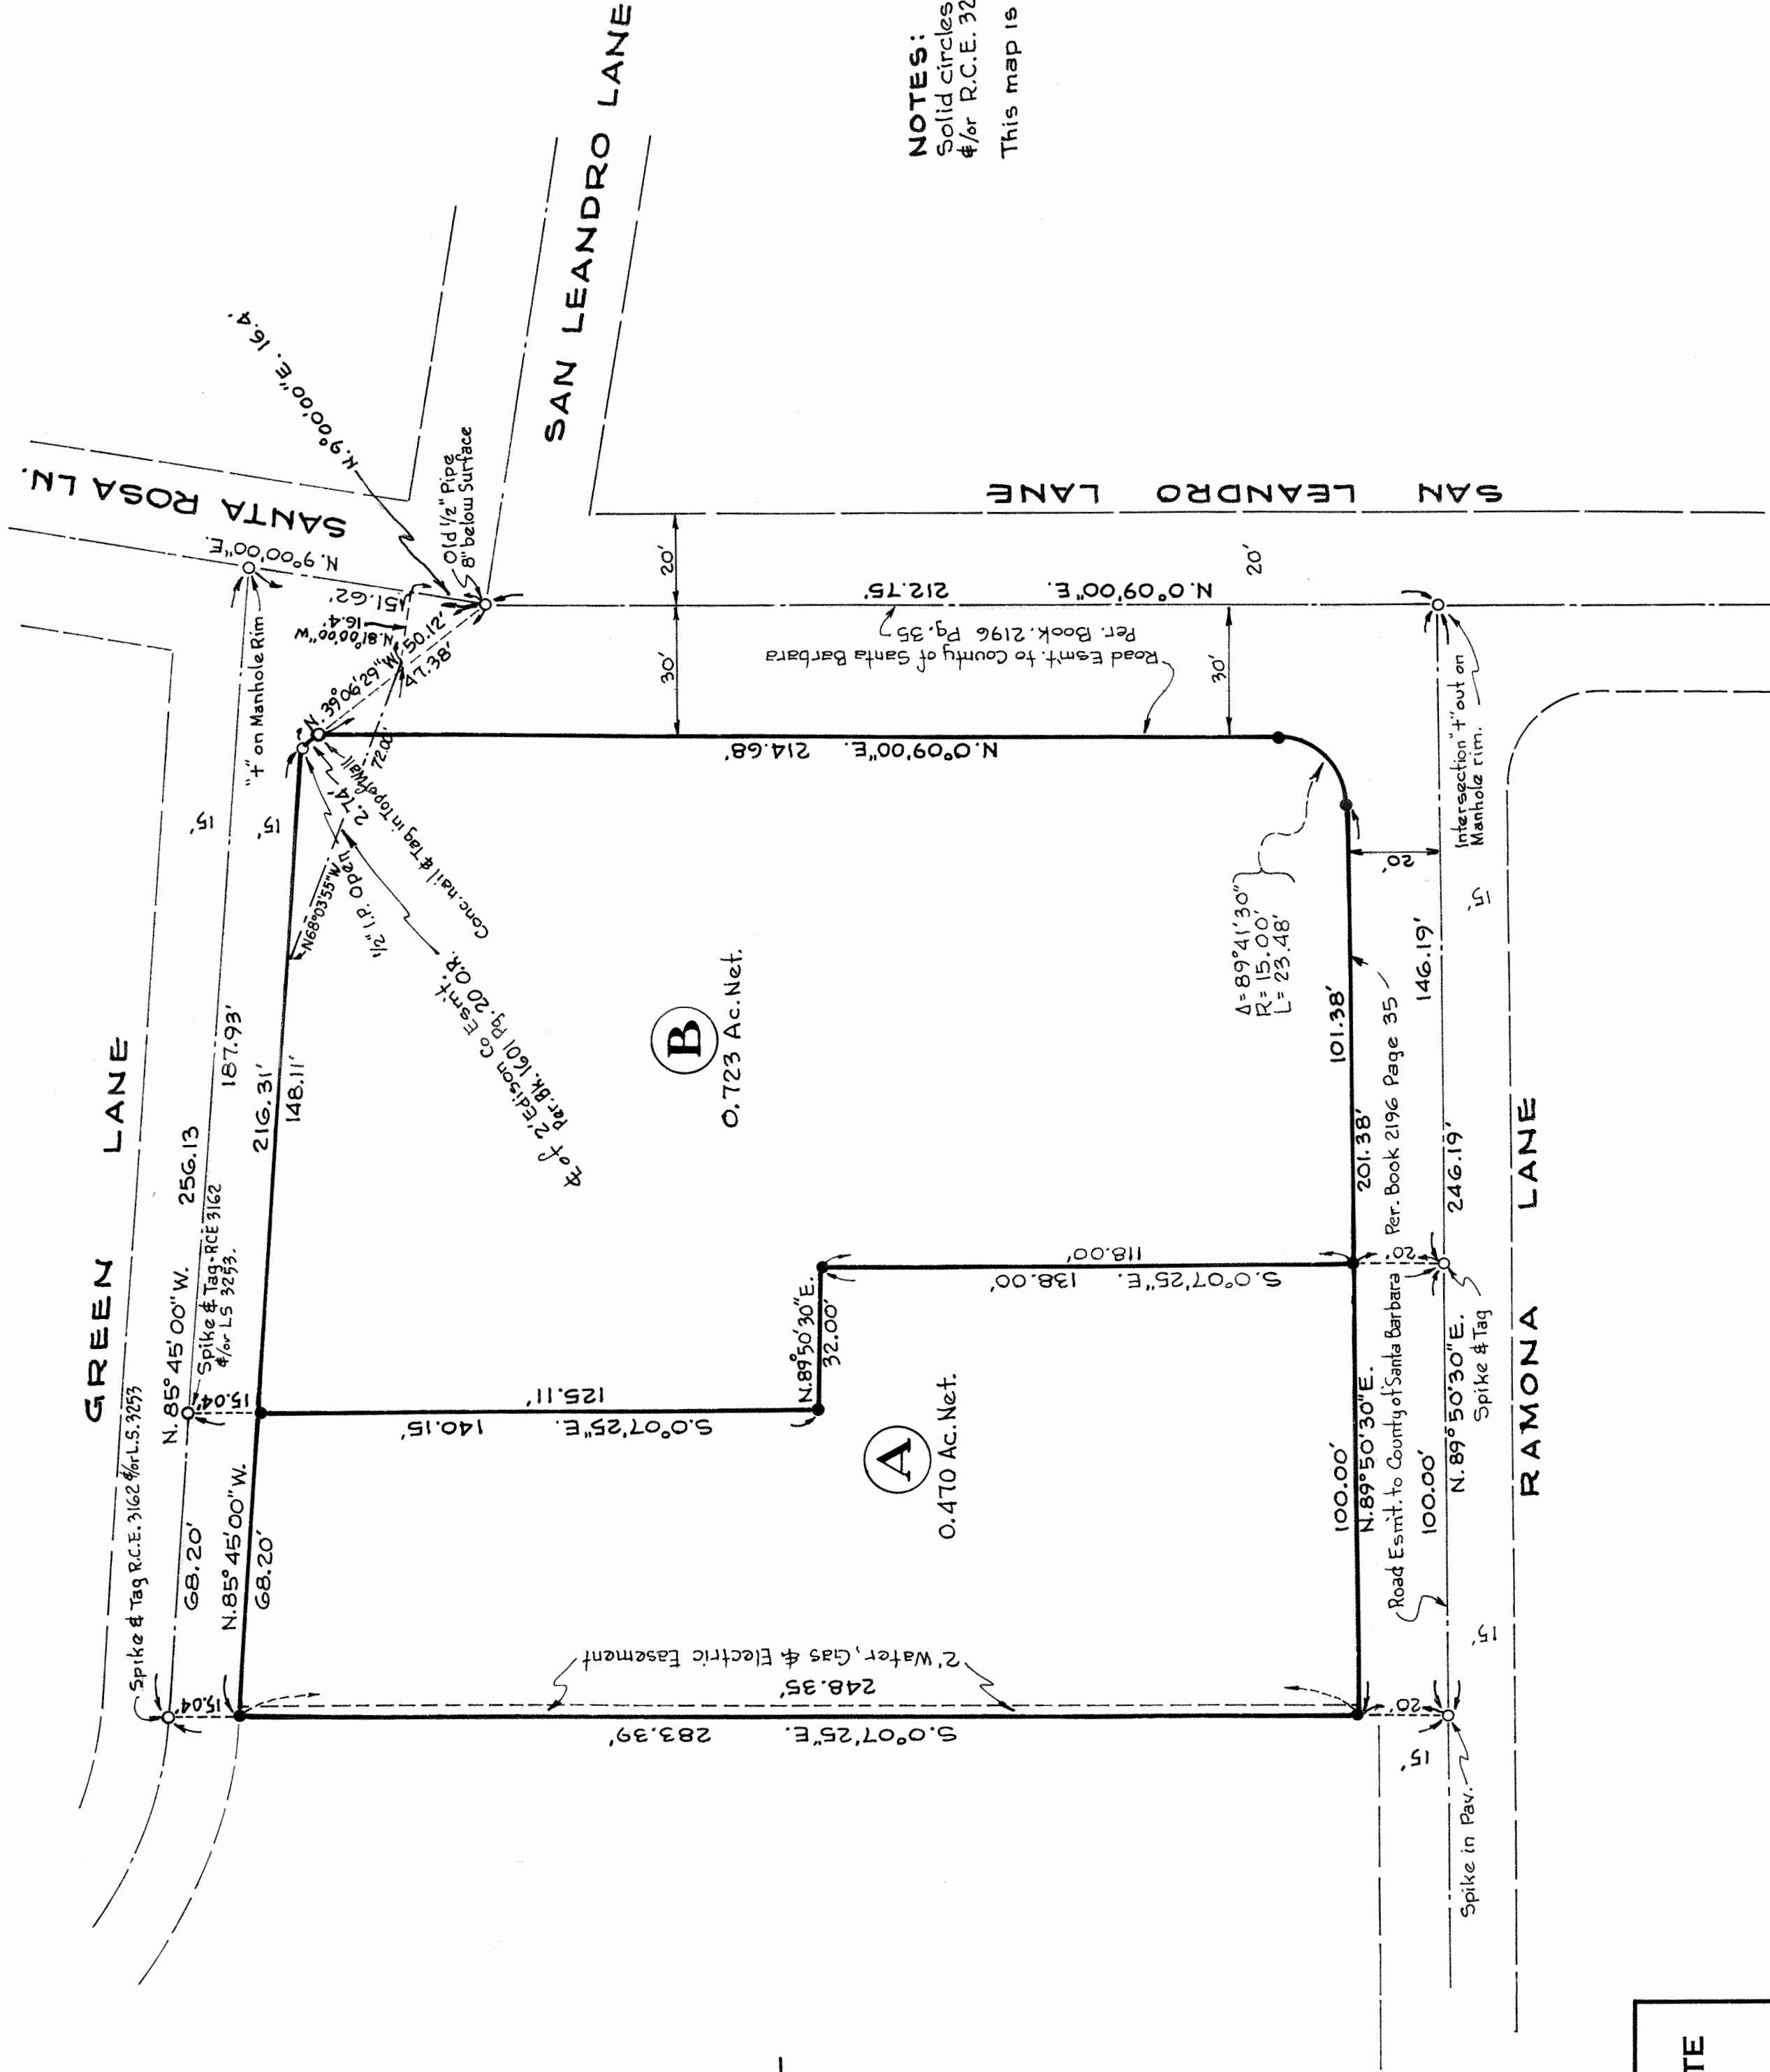 GREEN LANE
SANTA ROSA LN.
SAN LEANDRO LANE
SAN LEANDRO LANE
RAMONA LANE
NOTES:
Solid circles
&/or R.C.E. 32
This map is
Spike & Tag R.C.E. 3162 &/or L.S. 3253
N. 85° 45' 00" W. 256.13
68.20'
187.93'
Spike & Tag-RCE 3162
&/or LS 3253.
15.04
15.04'
N. 85° 45' 00" W. 216.31'
68.20'
148.11'
15'
15'
"+" on Manhole Rim
N. 9° 00' 00" E.
51.62'
N. 81° 00' 00" W
16.4'
N. 9° 00' 00" E. 16.4'
Old 1/2" Pipe
8" below Surface
N. 39° 06' 29" W. 50.12'
47.38'
72.00'
2.74'
N 68° 03' 55" W
1/2" I.P. Open
Conc. nail & Tag in Top of Wall
℄ of 2' Edison Co Esm't.
Per. Bk. 1601 Pg. 20 O.R.
20'
30'
N. 0° 09' 00" E. 212.75'
20'
30'
Road Esm't. to County of Santa Barbara
Per. Book. 2196 Pg. 35
N. 0° 09' 00" E. 214.68'
B
0.723 Ac. Net.
Δ = 89° 41' 30"
R = 15.00'
L = 23.48'
Intersection "+" out on
Manhole rim.
20'
15'
S. 0° 07' 25" E. 140.15'
125.11'
N. 89° 50' 30" E.
32.00'
S. 0° 07' 25" E. 138.00'
118.00'
A
0.470 Ac. Net.
2' Water, Gas & Electric Easement
S. 0° 07' 25" E. 283.39'
248.35'
100.00'
101.38'
N. 89° 50' 30" E. 201.38'
Road Esm't. to County of Santa Barbara Per. Book 2196 Page 35
100.00'
146.19'
N. 89° 50' 30" E. 246.19'
Spike & Tag
20'
20'
15'
15'
Spike in Pav.
TE